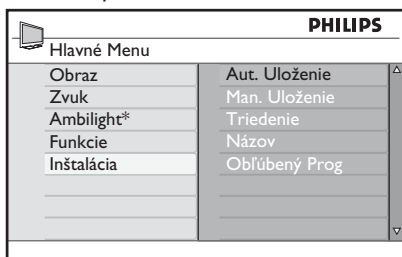 PHILIPS
Hlavné Menu
Obraz
Zvuk
Ambilight*
Funkcie
Inštalácia
Aut. Uloženie
Man. Uloženie
Triedenie
Názov
Obľúbený Prog